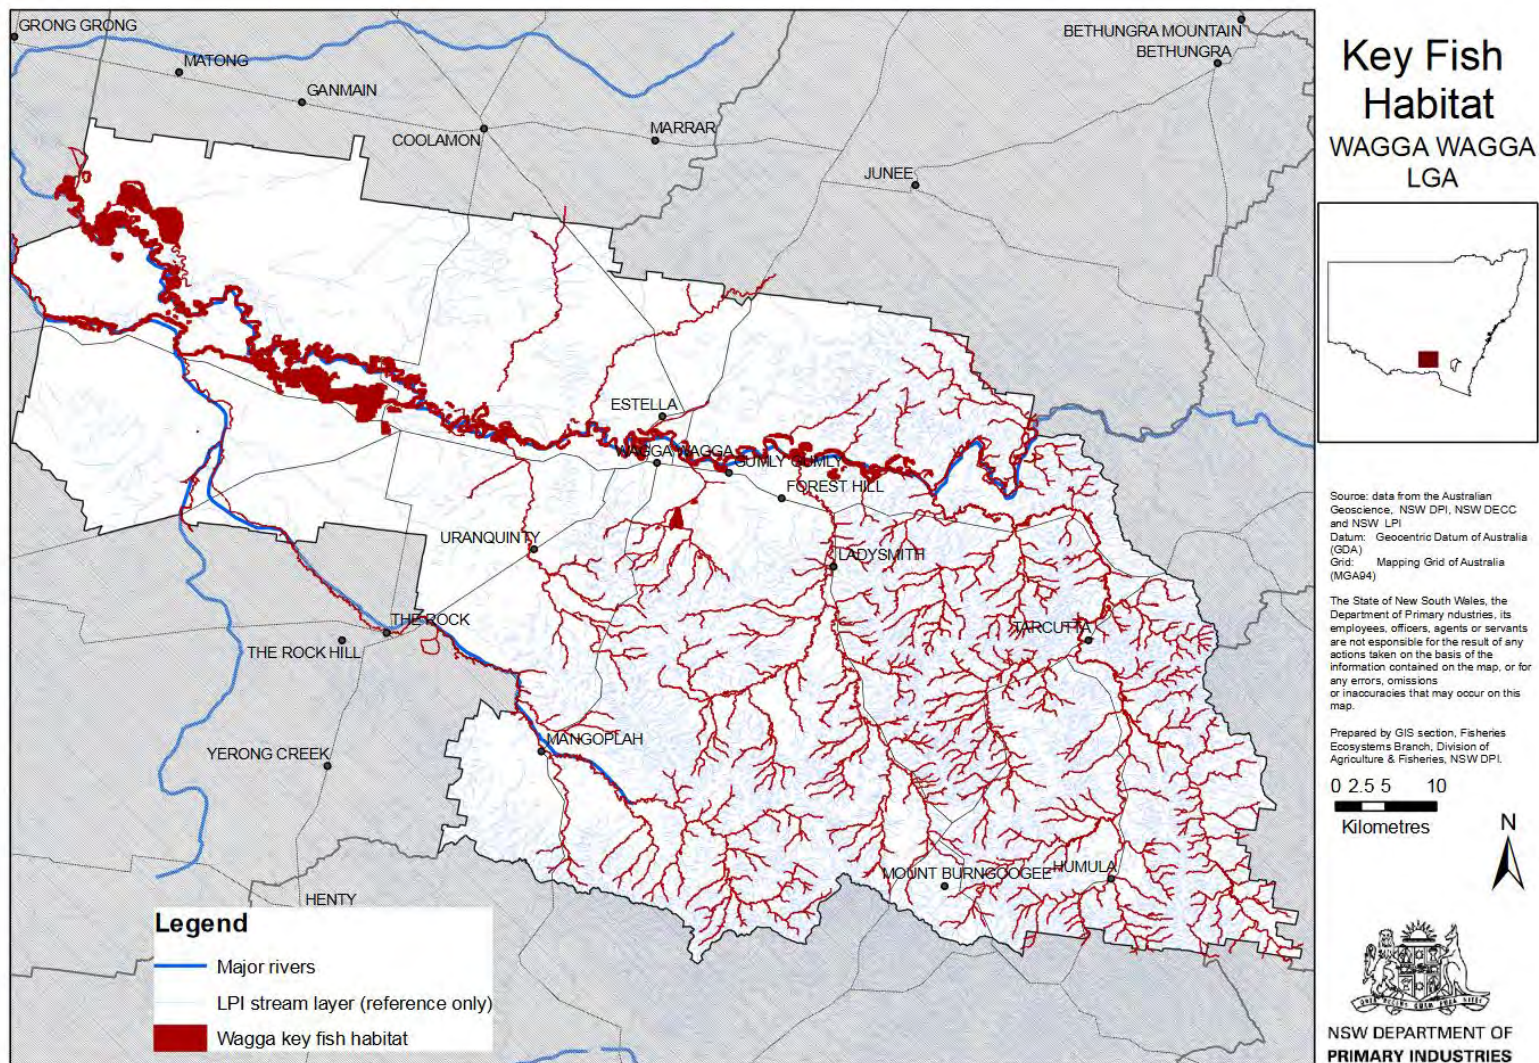 GRONG GRONG
MATONG
GANMAIN
COOLAMON
MARRAR
BETHUNGRA MOUNTAIN
BETHUNGRA
JUNEE
ESTELLA
WAGGA WAGGA
GUMLY GUMLY
FOREST HILL
URANQUINTY
LADYSMITH
THE ROCK
THE ROCK HILL
TARCUTTA
MANGOPLAH
YERONG CREEK
MOUNT BURNGOOGEE
HUMULA
HENTY
Legend
Major rivers
LPI stream layer (reference only)
Wagga key fish habitat
Key Fish
Habitat
WAGGA WAGGA
LGA
Source: data from the Australian
Geoscience, NSW DPI, NSW DECC
and NSW LPI
Datum: Geocentric Datum of Australia
(GDA)
Grid: Mapping Grid of Australia
(MGA94)
The State of New South Wales, the
Department of Primary ndustries, its
employees, officers, agents or servants
are not esponsible for the result of any
actions taken on the basis of the
information contained on the map, or for
any errors, omissions
or inaccuracies that may occur on this
map.
Prepared by GIS section, Fisheries
Ecosystems Branch, Division of
Agriculture & Fisheries, NSW DPI.
0 2.5 5 10
Kilometres
N
NSW DEPARTMENT OF
PRIMARY INDUSTRIES